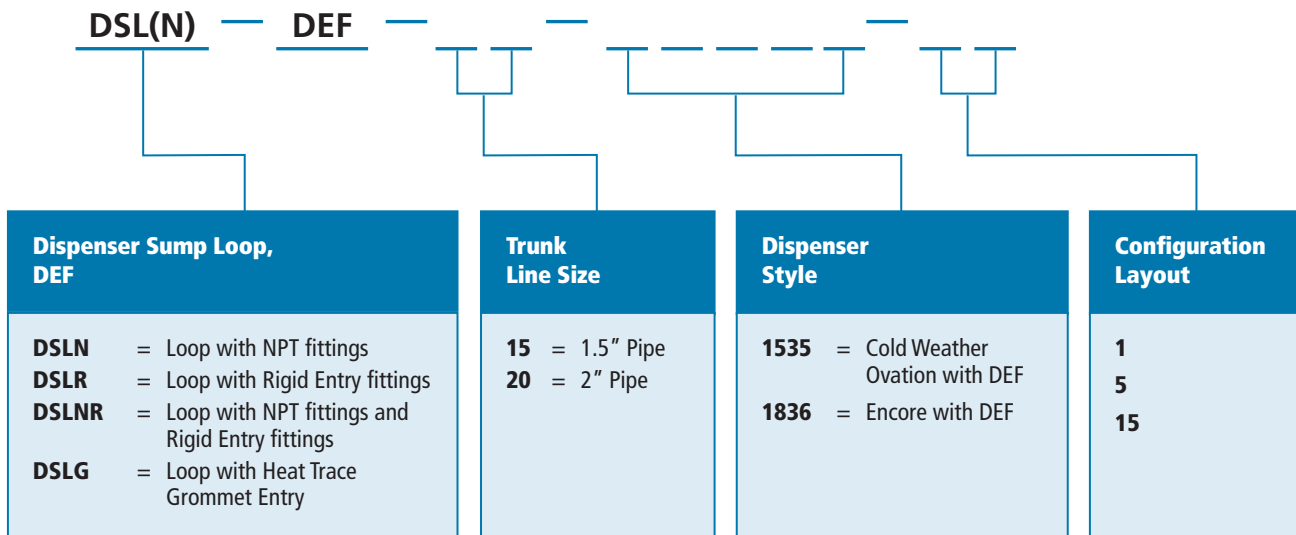 DSL(N) — DEF — — —
Dispenser Sump Loop,
DEF
DSLN = Loop with NPT fittings
DSLR = Loop with Rigid Entry fittings
DSLNR = Loop with NPT fittings and
Rigid Entry fittings
DSLG = Loop with Heat Trace
Grommet Entry
Trunk
Line Size
15 = 1.5″ Pipe
20 = 2″ Pipe
Dispenser
Style
1535 = Cold Weather
Ovation with DEF
1836 = Encore with DEF
Configuration
Layout
1
5
15